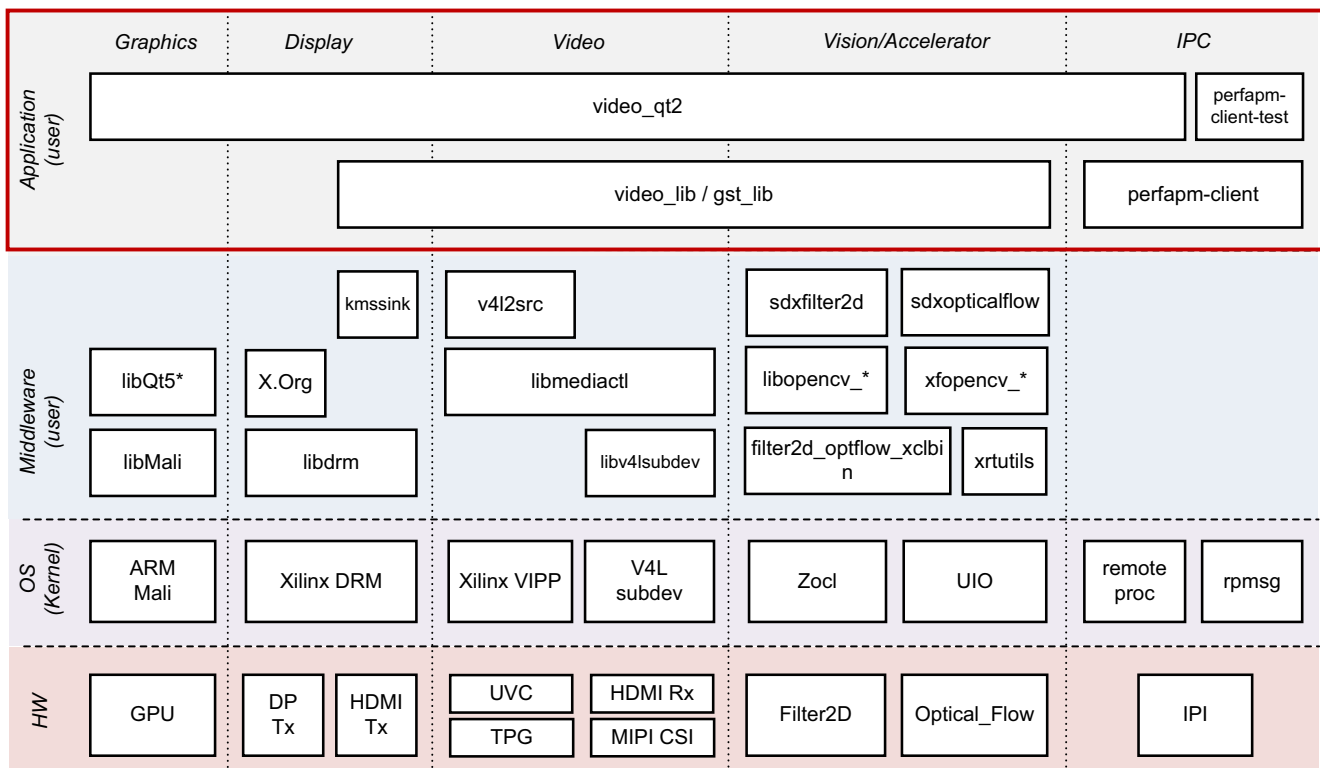 Graphics
Display
Video
Vision/Accelerator
IPC
Application
(user)
video_qt2
perfapm-
client-test
video_lib / gst_lib
perfapm-client
Middleware
(user)
kmssink
v4l2src
sdxfilter2d
sdxopticalflow
libQt5*
X.Org
libmediactl
libopencv_*
xfopencv_*
libMali
libdrm
libv4lsubdev
filter2d_optflow_xclbi
n
xrtutils
OS
(Kernel)
ARM
Mali
Xilinx DRM
Xilinx VIPP
V4L
subdev
Zocl
UIO
remote
proc
rpmsg
HW
GPU
DP
Tx
HDMI
Tx
UVC
HDMI Rx
TPG
MIPI CSI
Filter2D
Optical_Flow
IPI